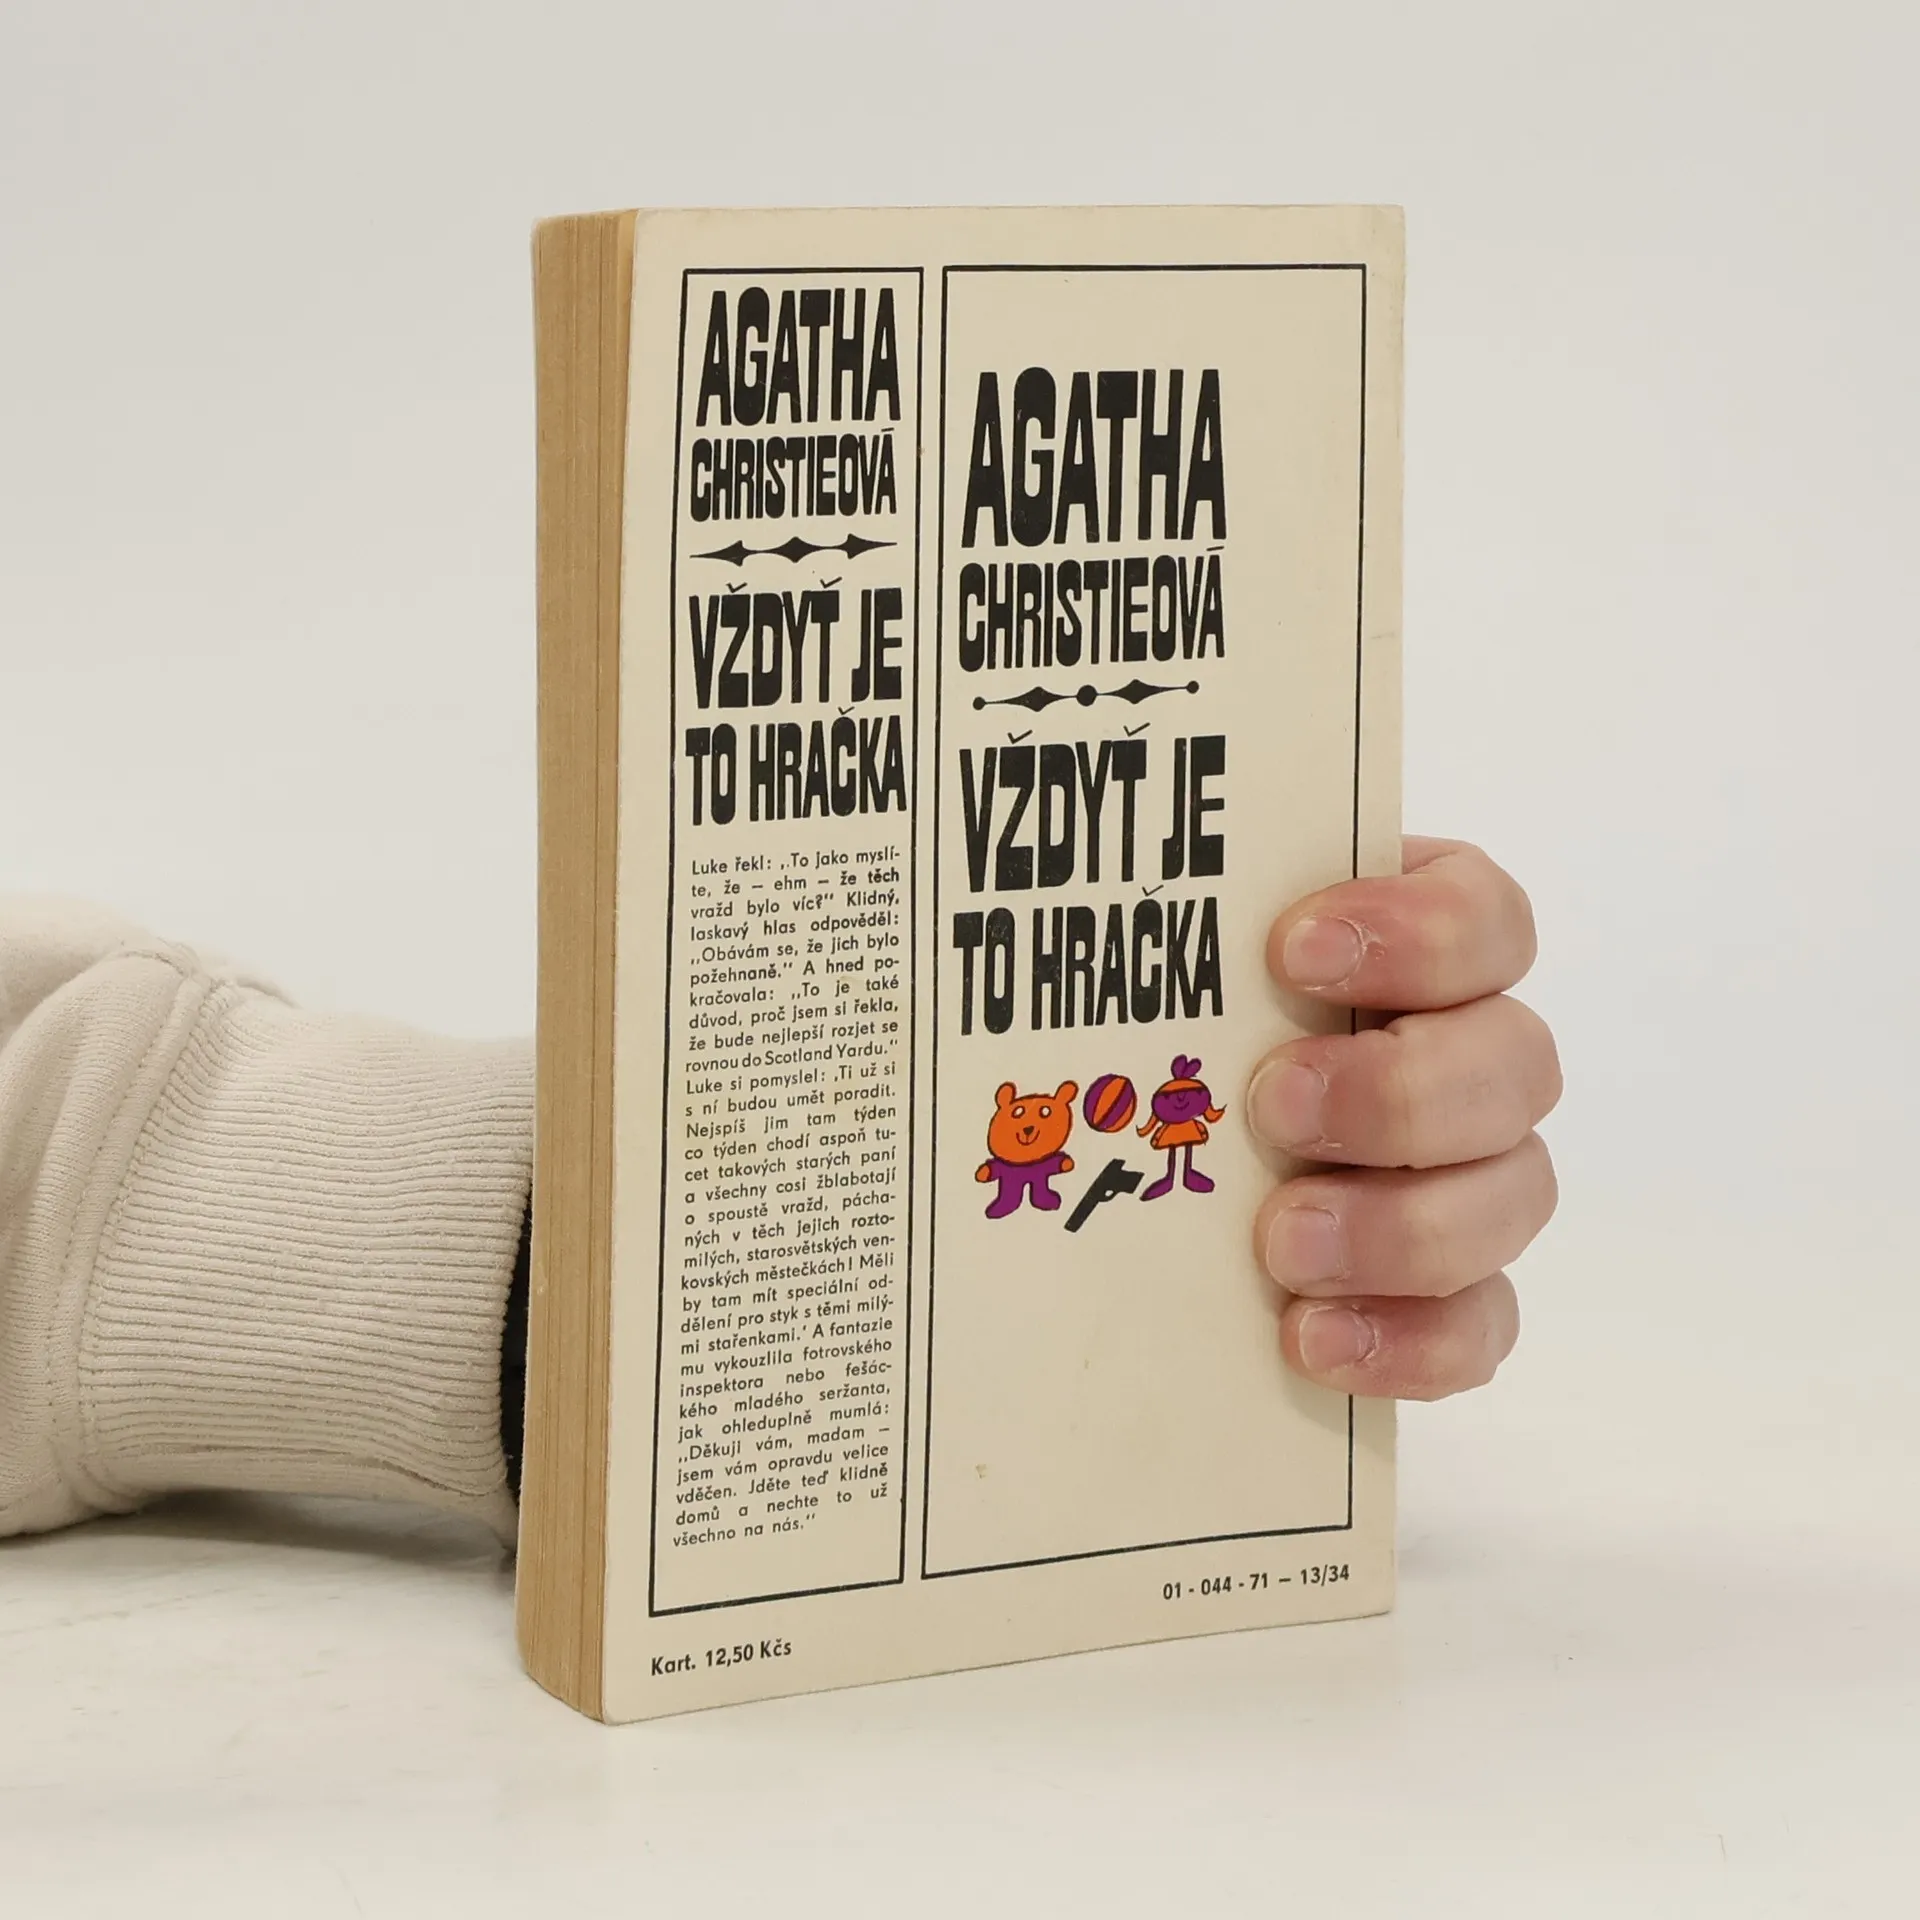 AGATHA
CHRISTIEOVÁ
VŽDYŤ JE
TO HRAČKA
Luke řekl: ,,To jako myslí-
te, že – ehm – že těch
vražd bylo víc?“ Klidný,
laskavý hlas odpověděl:
,,Obávám se, že jich bylo
požehnaně.“ A hned po-
kračovala: ,,To je také
důvod, proč jsem si řekla,
že bude nejlepší rozjet se
rovnou do Scotland Yardu.“
Luke si pomyslel: ,Ti už si
s ní budou umět poradit.
Nejspíš jim tam týden
co týden chodí aspoň tu-
cet takových starých paní
a všechny cosi žblabotají
o spoustě vražd, pácha-
ných v těch jejich rozto-
milých, starosvětských ven-
kovských městečkách! Měli
by tam mít speciální od-
dělení pro styk s těmi milý-
mi stařenkami.‘ A fantazie
mu vykouzlila fotrovského
inspektora nebo fešác-
kého mladého seržanta,
jak ohleduplně mumlá:
,,Děkuji vám, madam –
jsem vám opravdu velice
vděčen. Jděte teď klidně
domů a nechte to už
všechno na nás.“
Kart. 12,50 Kčs
AGATHA
CHRISTIEOVÁ
VŽDYŤ JE
TO HRAČKA
01 - 044 - 71 – 13/34